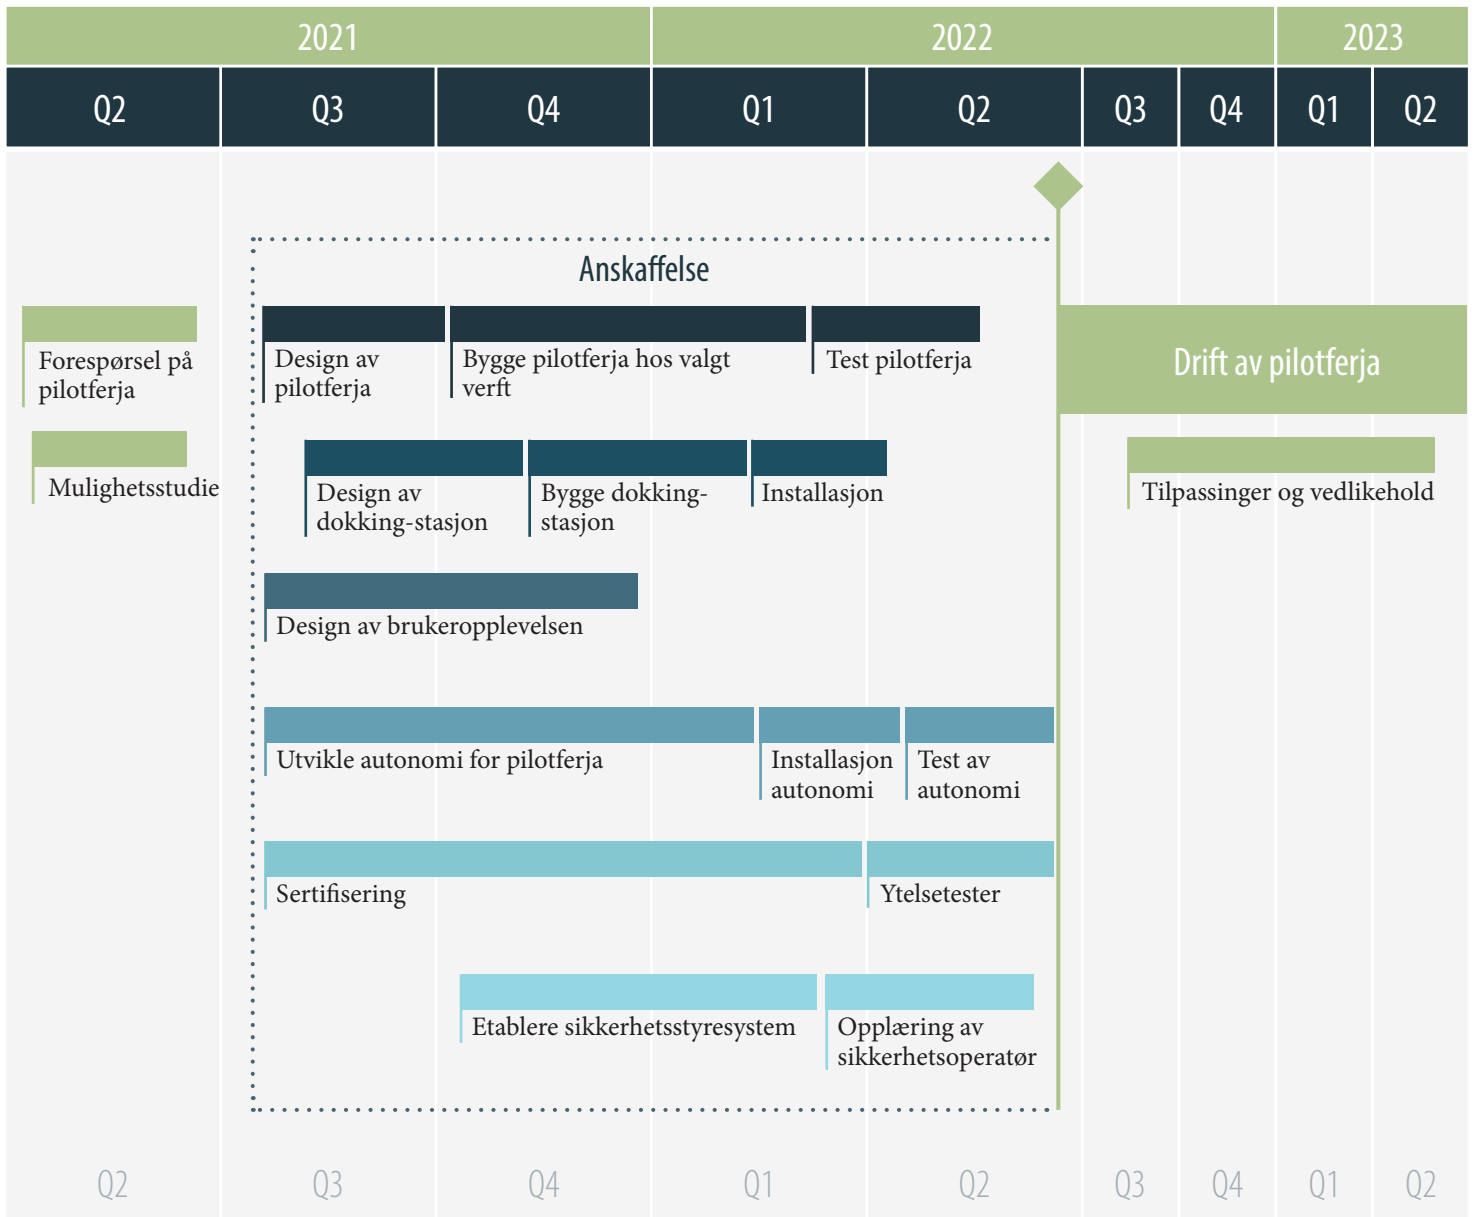 2021
2022
2023
Q2
Q3
Q4
Q1
Q2
Q3
Q4
Q1
Q2
Anskaffelse
Forespørsel på
pilotferja
Design av
pilotferja
Bygge pilotferja hos valgt
verft
Test pilotferja
Drift av pilotferja
Mulighetsstudie
Design av
dokking-stasjon
Bygge dokking-
stasjon
Installasjon
Tilpassinger og vedlikehold
Design av brukeropplevelsen
Utvikle autonomi for pilotferja
Installasjon
autonomi
Test av
autonomi
Sertifisering
Ytelsetester
Etablere sikkerhetsstyresystem
Opplæring av
sikkerhetsoperatør
Q2
Q3
Q4
Q1
Q2
Q3
Q4
Q1
Q2